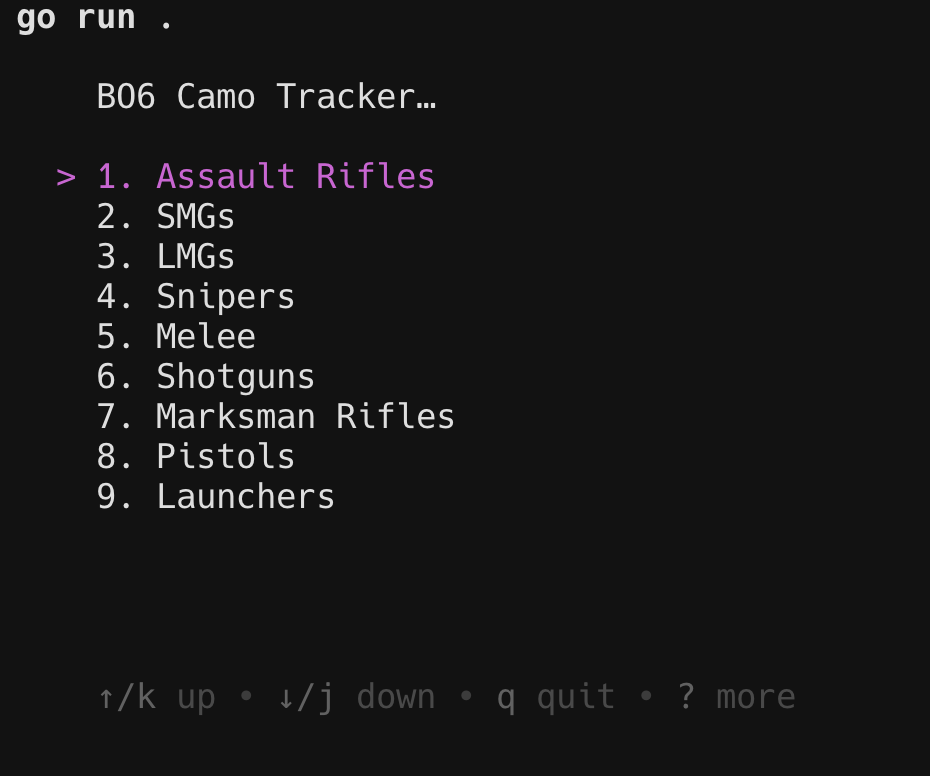 go run .
BO6 Camo Tracker…
> 1. Assault Rifles
2. SMGs
3. LMGs
4. Snipers
5. Melee
6. Shotguns
7. Marksman Rifles
8. Pistols
9. Launchers
↑/k up • ↓/j down • q quit • ? more